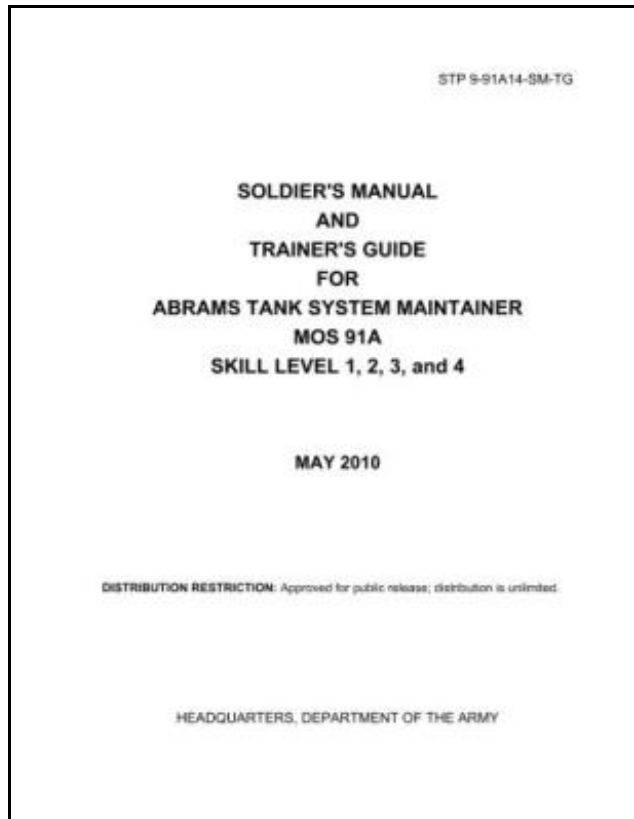 STP 9-91A14-SM-TG
SOLDIER'S MANUAL
AND
TRAINER'S GUIDE
FOR
ABRAMS TANK SYSTEM MAINTAINER
MOS 91A
SKILL LEVEL 1, 2, 3, and 4
MAY 2010
DISTRIBUTION RESTRICTION: Approved for public release; distribution is unlimited.
HEADQUARTERS, DEPARTMENT OF THE ARMY